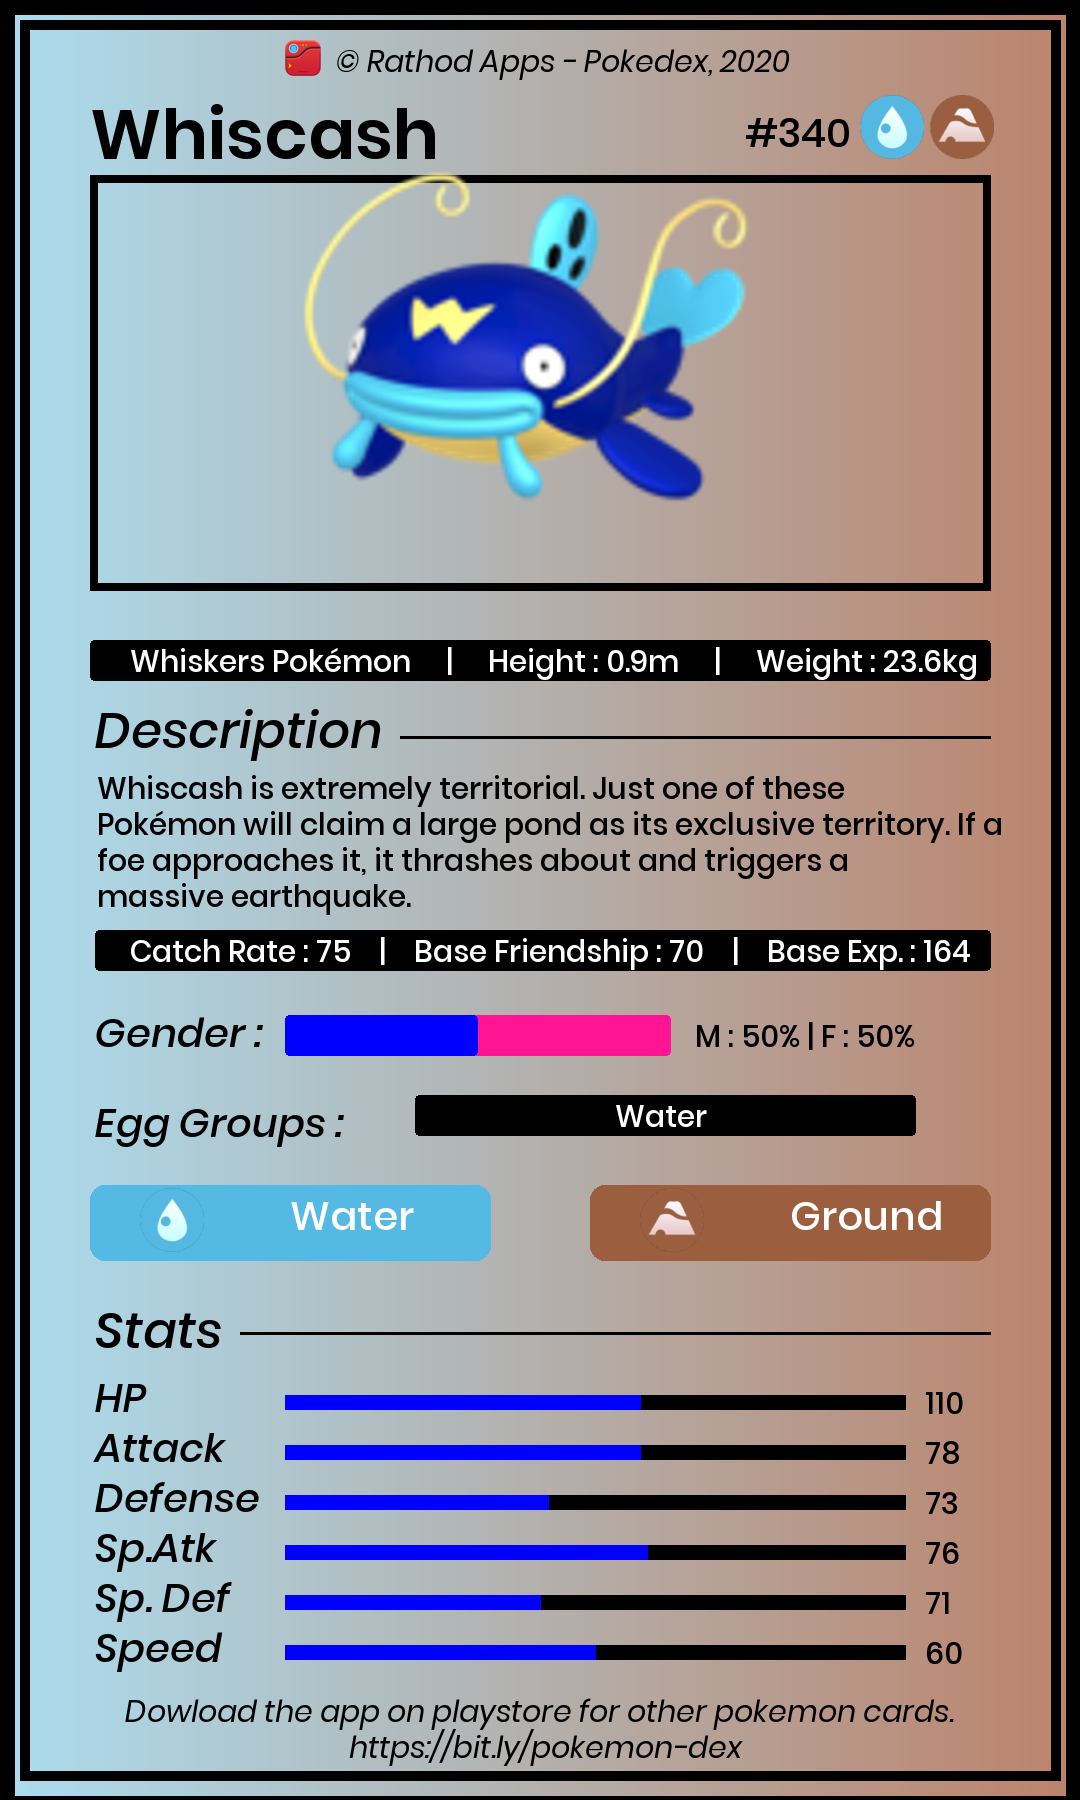 © Rathod Apps - Pokedex, 2020
Whiscash #340
Whiskers Pokémon | Height : 0.9m | Weight : 23.6kg
Description
Whiscash is extremely territorial. Just one of these
Pokémon will claim a large pond as its exclusive territory. If a
foe approaches it, it thrashes about and triggers a
massive earthquake.
Catch Rate : 75 | Base Friendship : 70 | Base Exp. : 164
Gender : M : 50% | F : 50%
Egg Groups : Water
Water Ground
Stats
HP 110
Attack 78
Defense 73
Sp.Atk 76
Sp. Def 71
Speed 60
Dowload the app on playstore for other pokemon cards.
https://bit.ly/pokemon-dex